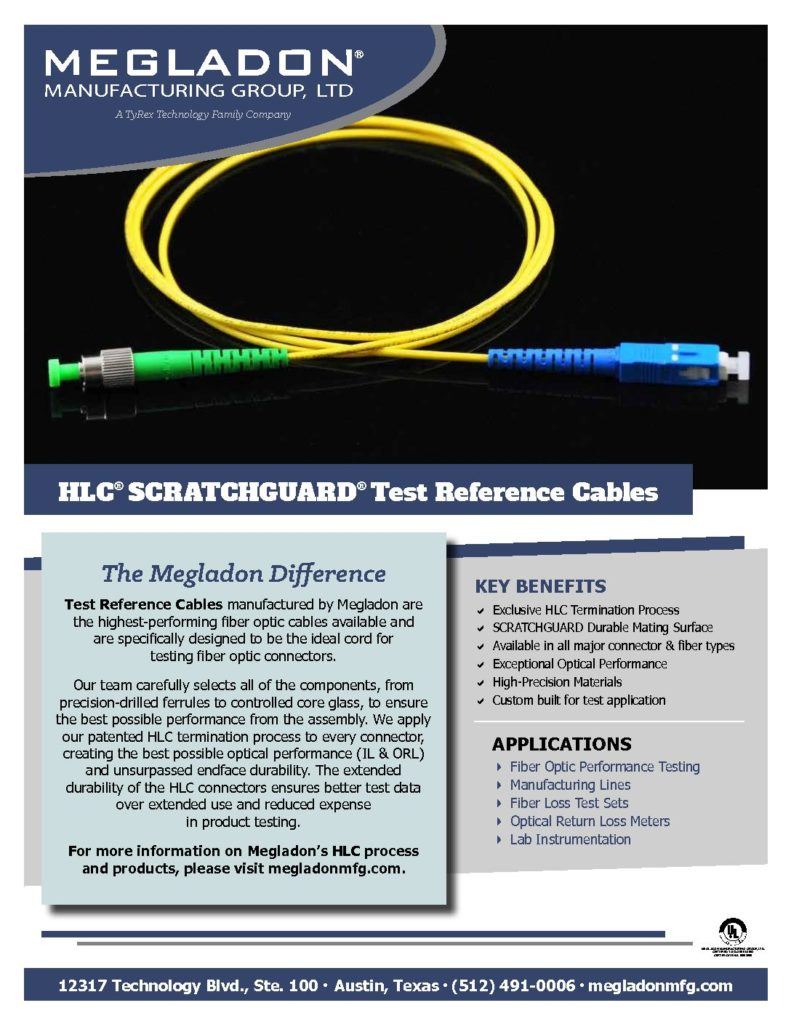 MEGLADON®
MANUFACTURING GROUP, LTD
A TyRex Technology Family Company
HLC® SCRATCHGUARD® Test Reference Cables
The Megladon Difference
Test Reference Cables manufactured by Megladon are
the highest-performing fiber optic cables available and
are specifically designed to be the ideal cord for
testing fiber optic connectors.
Our team carefully selects all of the components, from
precision-drilled ferrules to controlled core glass, to ensure
the best possible performance from the assembly. We apply
our patented HLC termination process to every connector,
creating the best possible optical performance (IL & ORL)
and unsurpassed endface durability. The extended
durability of the HLC connectors ensures better test data
over extended use and reduced expense
in product testing.
For more information on Megladon's HLC process
and products, please visit megladonmfg.com.
KEY BENEFITS
Exclusive HLC Termination Process
SCRATCHGUARD Durable Mating Surface
Available in all major connector & fiber types
Exceptional Optical Performance
High-Precision Materials
Custom built for test application
APPLICATIONS
Fiber Optic Performance Testing
Manufacturing Lines
Fiber Loss Test Sets
Optical Return Loss Meters
Lab Instrumentation
UL
MEGLADON MANUFACTURING GROUP, LTD.
12317 Technology Blvd., Ste. 100 · Austin, Texas · (512) 491-0006 · megladonmfg.com